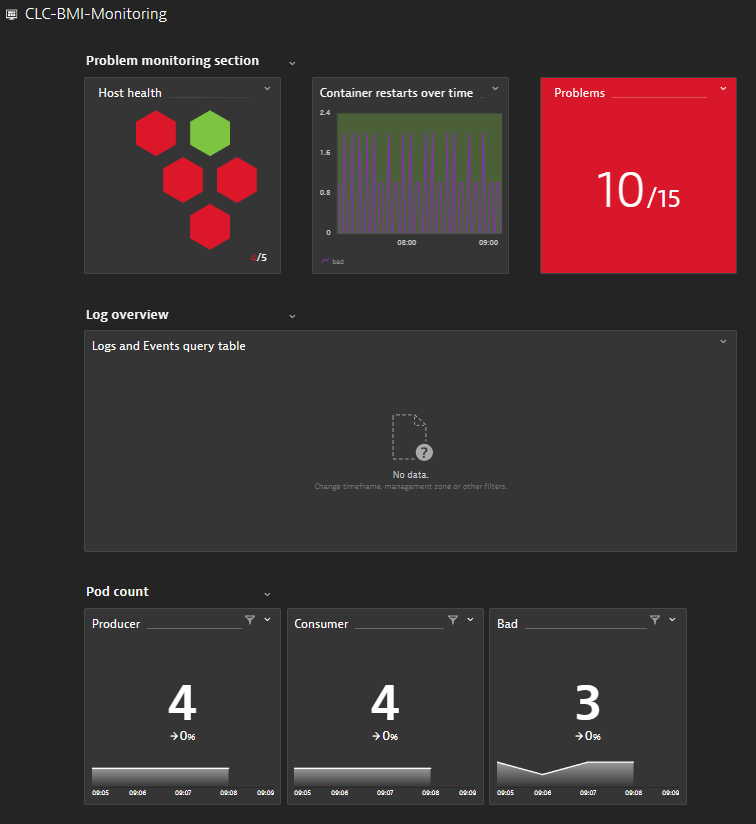 CLC-BMI-Monitoring
Problem monitoring section
Host health
4/5
Container restarts over time
2.4
1.6
0.8
0
08:00
09:00
bad
Problems
10/15
Log overview
Logs and Events query table
?
No data.
Change timeframe, management zone or other filters.
Pod count
Producer
4
→0%
09:05 09:06 09:07 09:08 09:09
Consumer
4
→0%
09:05 09:06 09:07 09:08 09:09
Bad
3
→0%
09:05 09:06 09:07 09:08 09:09